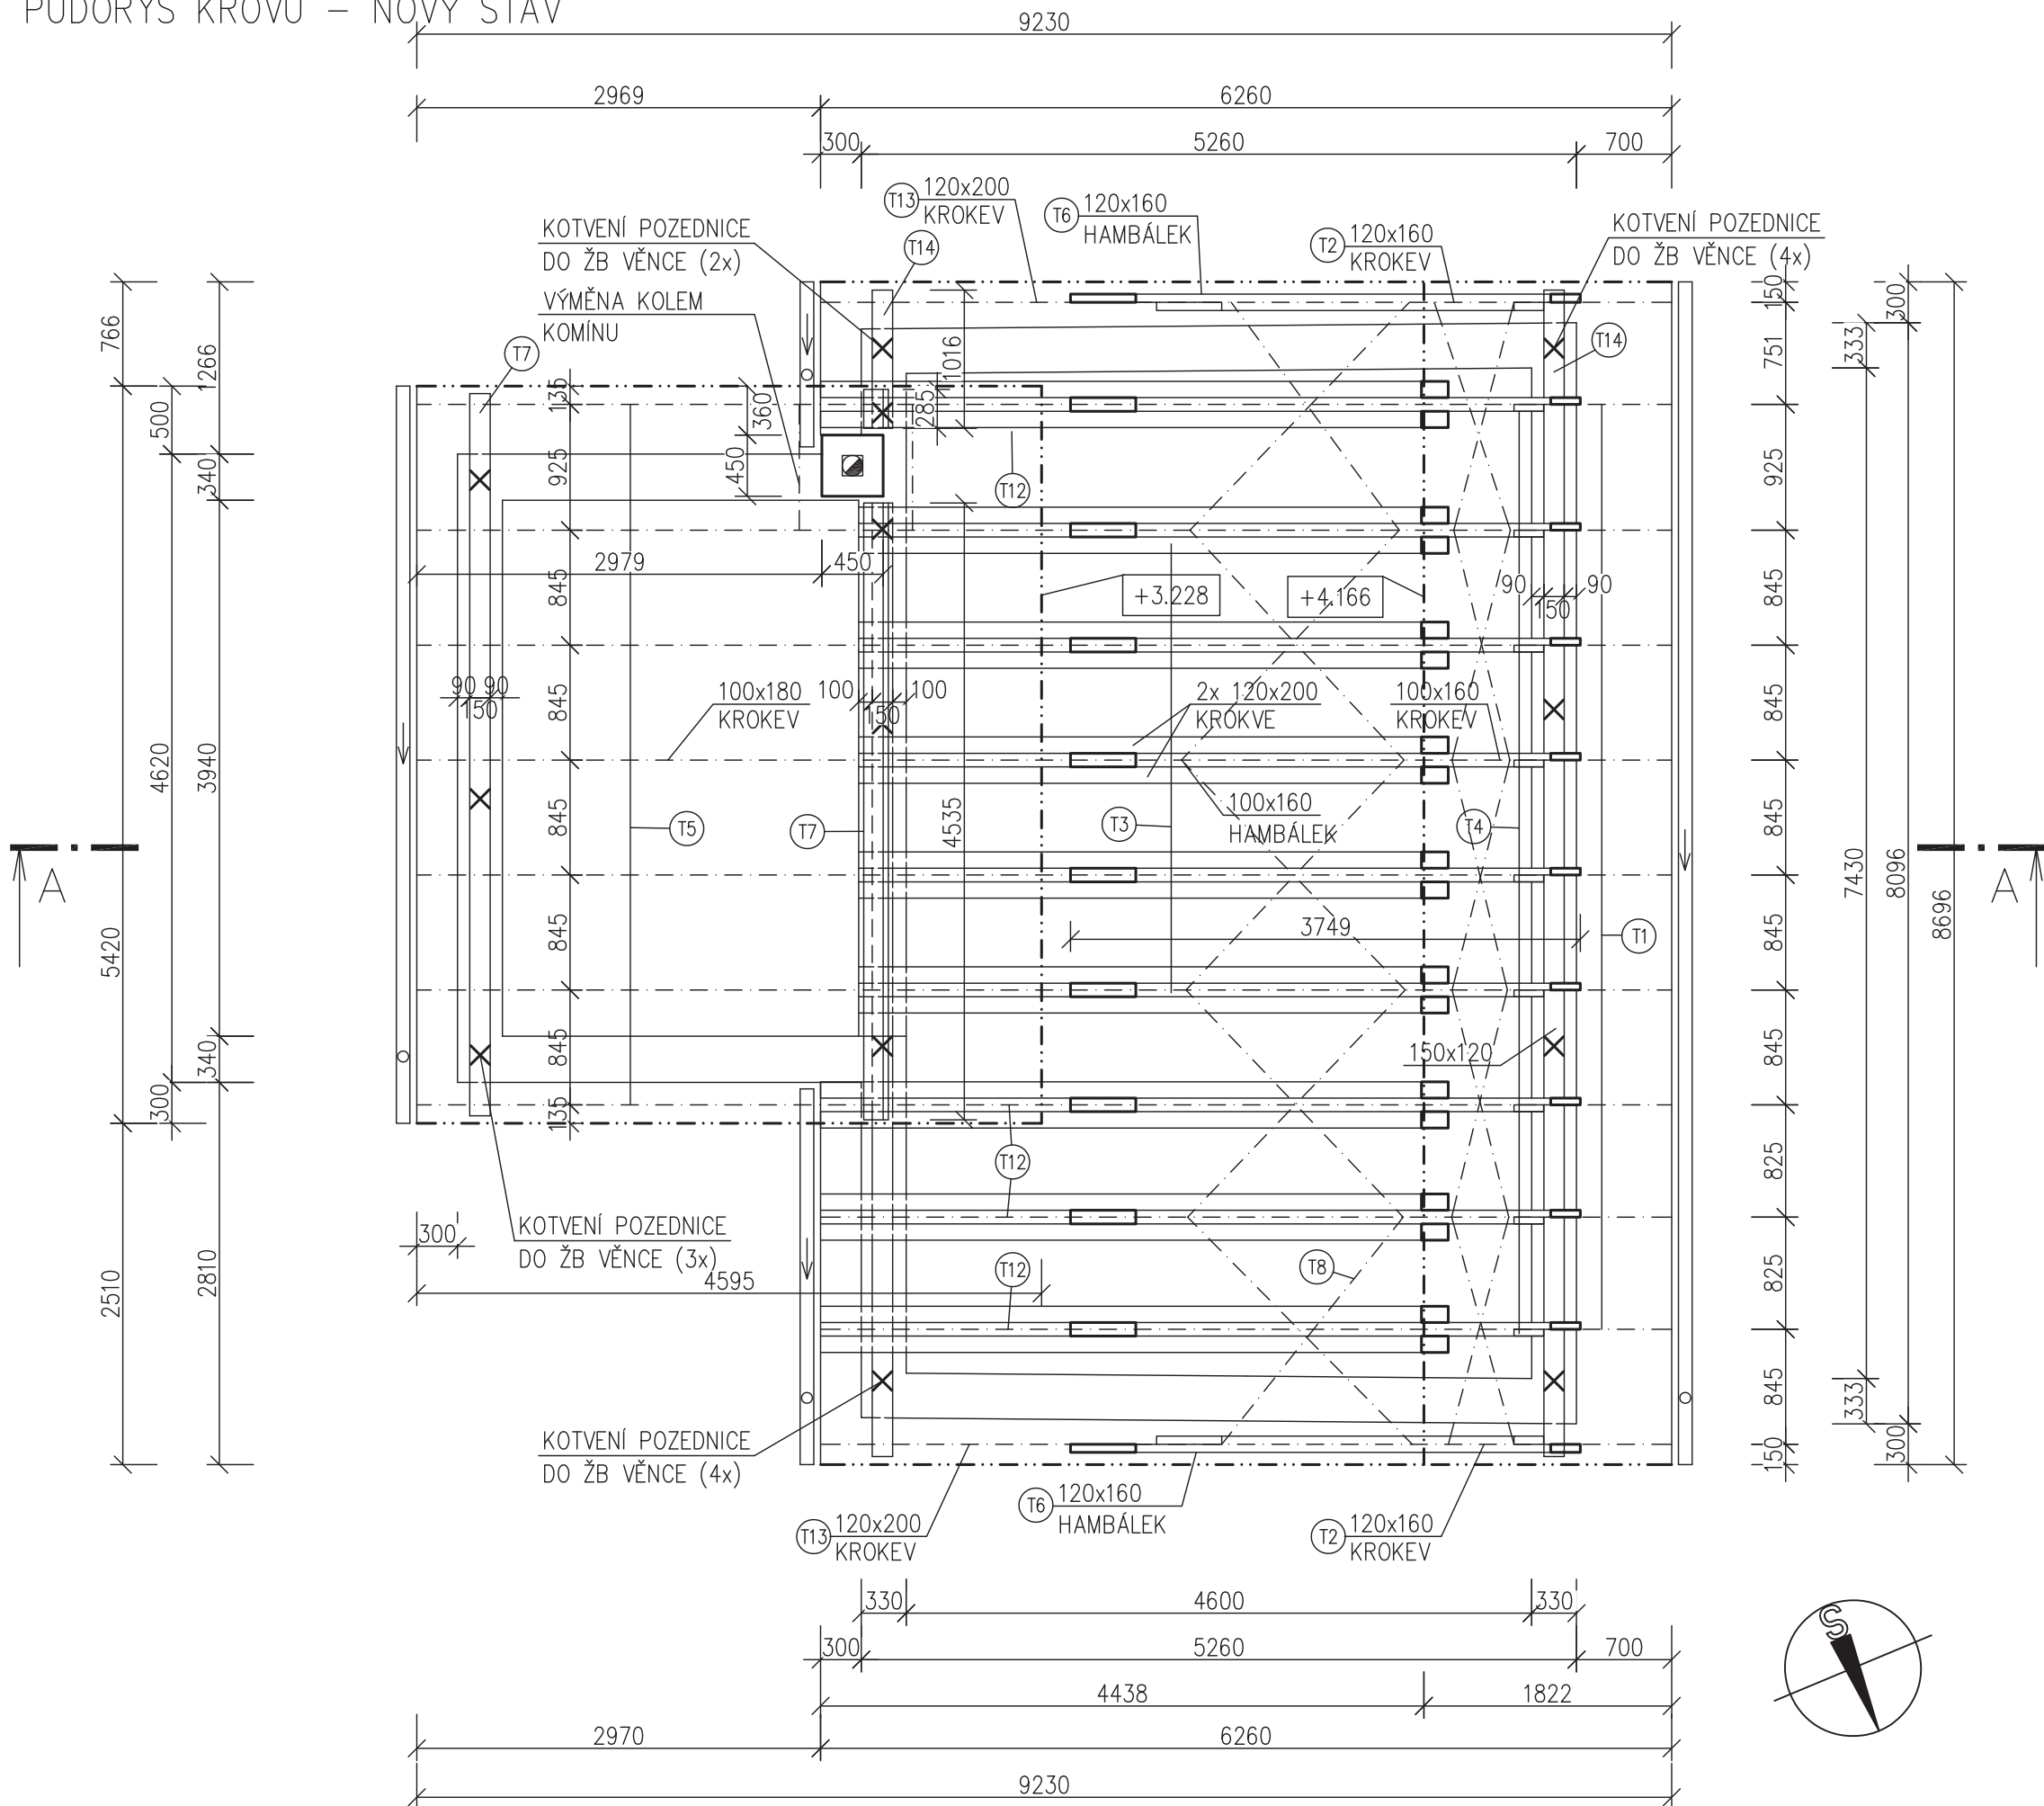 PŮDORYS KROVU – NOVÝ STAV
9230
2969
6260
300
5260
700
T13
120x200
KROKEV
T6
120x160
HAMBÁLEK
T2
120x160
KROKEV
KOTVENÍ POZEDNICE
DO ŽB VĚNCE (4x)
KOTVENÍ POZEDNICE
DO ŽB VĚNCE (2x)
T14
VÝMĚNA KOLEM
KOMÍNU
T7
T14
766
1266
500
340
135
925
360
450
285
1016
150
751
925
300
333
T12
2979
450
845
+3.228
+4.166
90
150
90
845
90
90
150
845
100x180
KROKEV
100
150
100
2x 120x200
KROKVE
100x160
KROKEV
845
4620
3940
100x160
HAMBÁLEK
T5
T7
T3
T4
845
4535
845
7430
8096
8696
A
A
5420
845
3749
845
T1
340
300
845
135
150x120
845
T12
825
300
KOTVENÍ POZEDNICE
DO ŽB VĚNCE (3x)
4595
T12
T8
825
2510
2810
845
333
300
150
KOTVENÍ POZEDNICE
DO ŽB VĚNCE (4x)
T13
120x200
KROKEV
T6
120x160
HAMBÁLEK
T2
120x160
KROKEV
330
4600
330
300
5260
700
4438
1822
2970
6260
9230
S